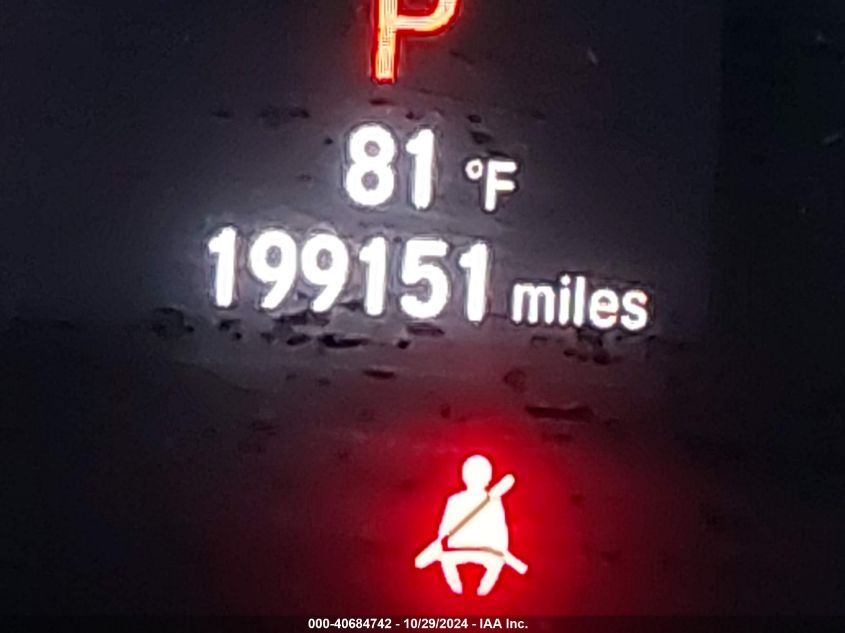 P
81 °F
199151 miles
000-40684742 - 10/29/2024 - IAA Inc.